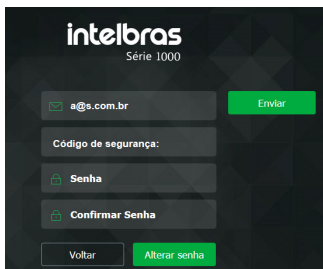 intelbras
Série 1000
a@s.com.br
Enviar
Código de segurança:
Senha
Confirmar Senha
Voltar
Alterar senha